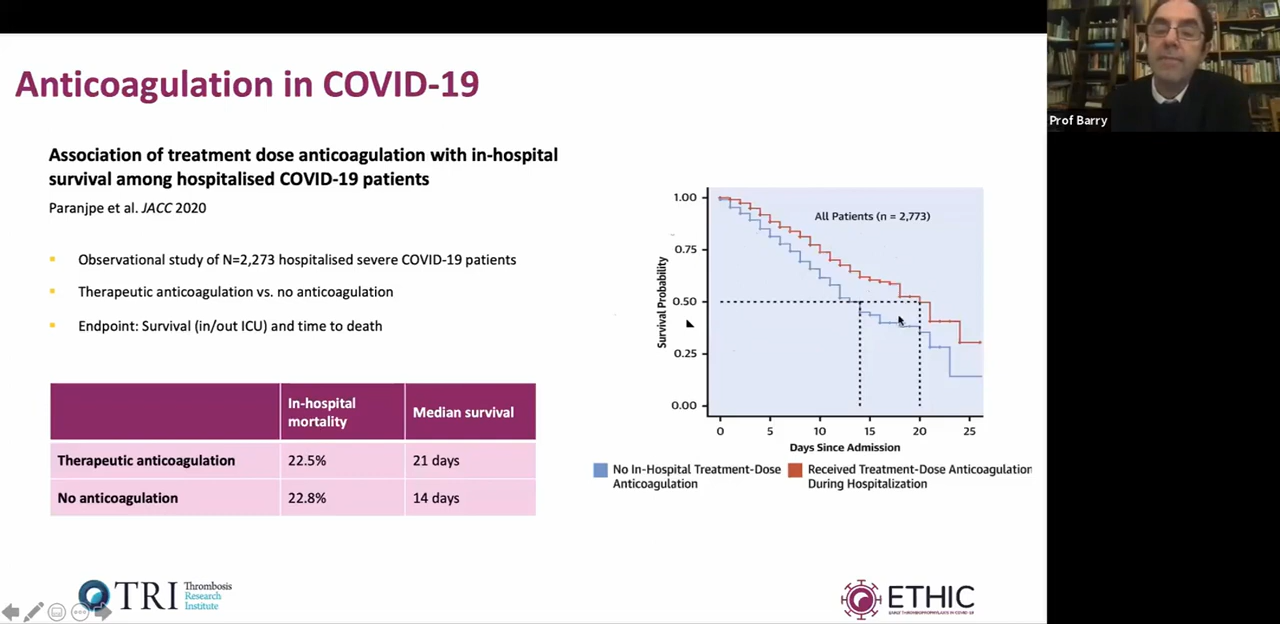 Anticoagulation in COVID-19
Association of treatment dose anticoagulation with in-hospital
survival among hospitalised COVID-19 patients
Paranjpe et al. JACC 2020
Observational study of N=2,273 hospitalised severe COVID-19 patients
Therapeutic anticoagulation vs. no anticoagulation
Endpoint: Survival (in/out ICU) and time to death
In-hospital
mortality
Median survival
Therapeutic anticoagulation 22.5% 21 days
No anticoagulation 22.8% 14 days
All Patients (n = 2,773)
Survival Probability
1.00
0.75
0.50
0.25
0.00
0 5 10 15 20 25
Days Since Admission
No In-Hospital Treatment-Dose
Anticoagulation
Received Treatment-Dose Anticoagulation
During Hospitalization
TRI
Thrombosis
Research
Institute
ETHIC
Prof Barry